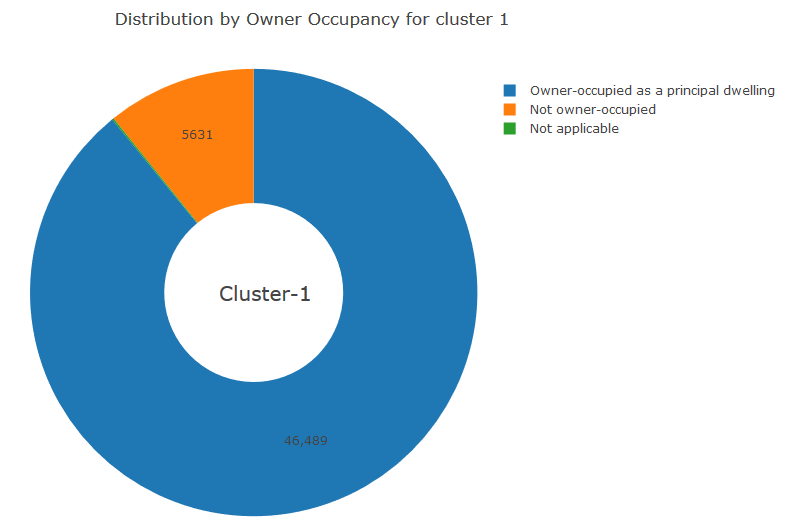 Distribution by Owner Occupancy for cluster 1
Owner-occupied as a principal dwelling
Not owner-occupied
Not applicable
5631
Cluster-1
46,489